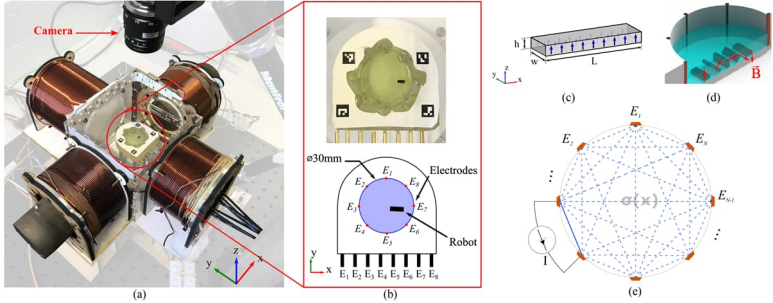 Camera
z
y
x
(a)
⌀30mm
Electrodes
E1
E2
E8
E3
E7
E4
E6
E5
Robot
y
x
E1 E2 E3 E4 E5 E6 E7 E8
(b)
h
w
L
z
y
x
(c)
B
(d)
E1
E2
EN
EN-1
σ(x)
I
(e)